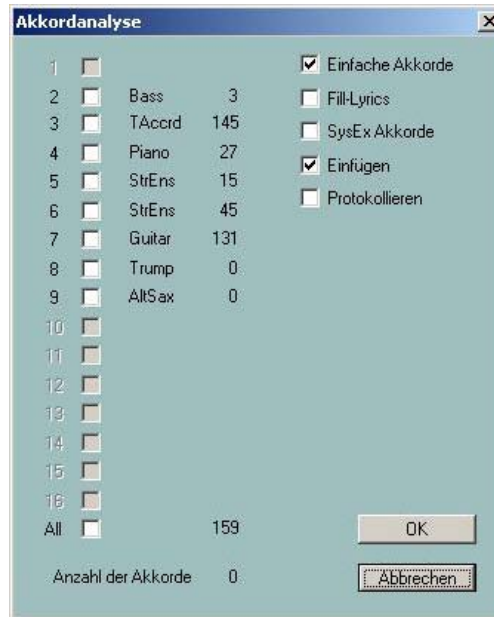 Akkordanalyse
1
2 Bass 3
3 TAccrd 145
4 Piano 27
5 StrEns 15
6 StrEns 45
7 Guitar 131
8 Trump 0
9 AltSax 0
10
11
12
13
14
15
16
All 159
Anzahl der Akkorde 0
Einfache Akkorde
Fill-Lyrics
SysEx Akkorde
Einfügen
Protokollieren
OK
Abbrechen